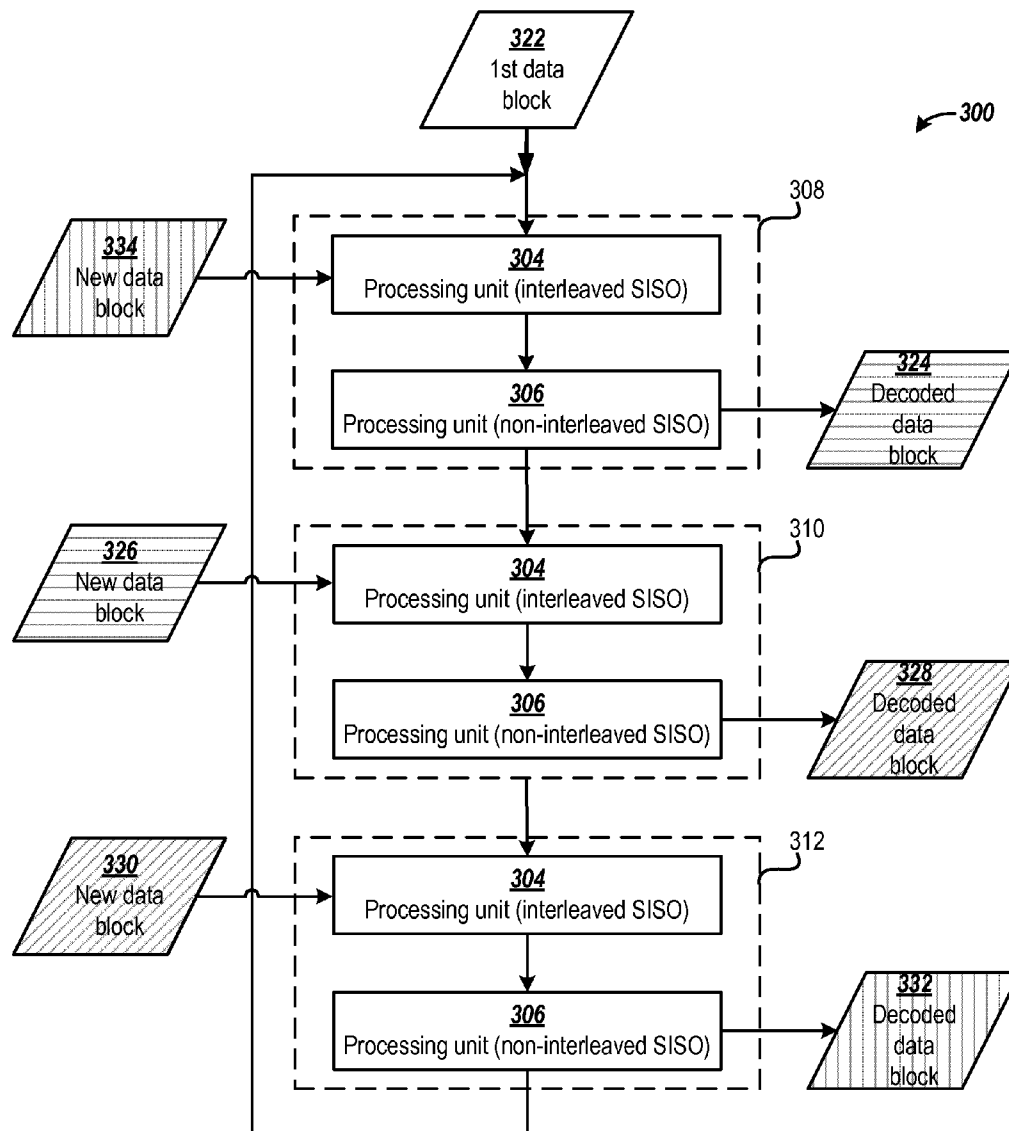 322
1st data
block
300
308
334
New data
block
304
Processing unit (interleaved SISO)
306
Processing unit (non-interleaved SISO)
324
Decoded
data
block
310
326
New data
block
304
Processing unit (interleaved SISO)
306
Processing unit (non-interleaved SISO)
328
Decoded
data
block
312
330
New data
block
304
Processing unit (interleaved SISO)
306
Processing unit (non-interleaved SISO)
332
Decoded
data
block